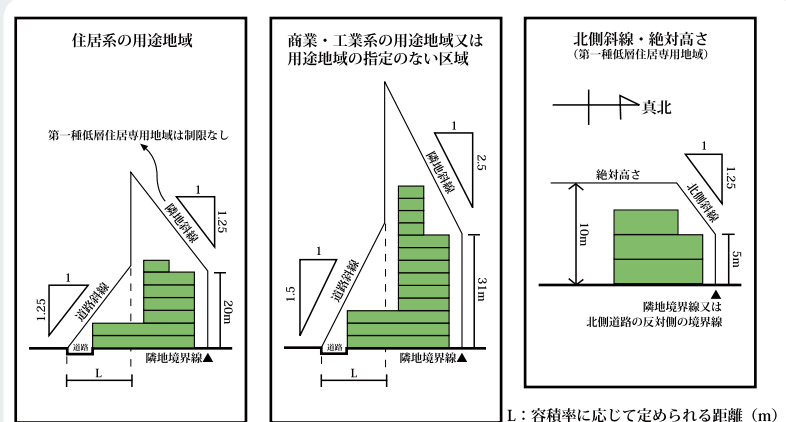 住居系の用途地域
第一種低層住居専用地域は制限なし
1
1.25
隣地斜線
1
1.25
道路斜線
20m
道路
隣地境界線▲
L
商業・工業系の用途地域又は
用途地域の指定のない区域
1
2.5
隣地斜線
1
1.5
道路斜線
31m
道路
隣地境界線▲
L
北側斜線・絶対高さ
(第一種低層住居専用地域)
真北
1
1.25
絶対高さ
北側斜線
10m
5m
隣地境界線又は
北側道路の反対側の境界線
L:容積率に応じて定められる距離(m)